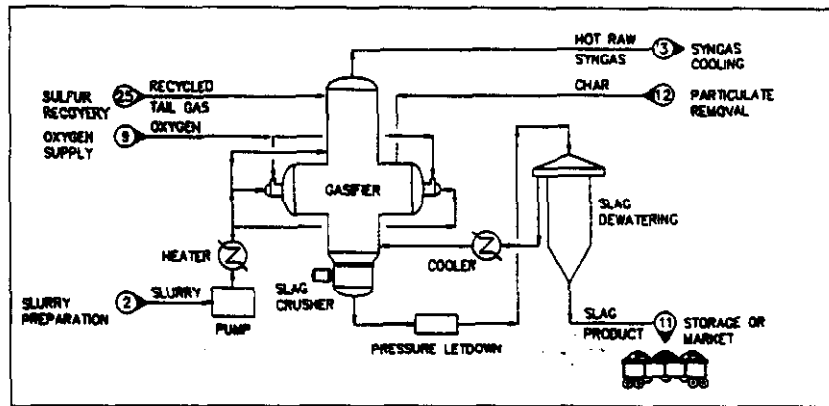 HOT RAW
SYNGAS
3
SYNGAS
COOLING
SULFUR
RECOVERY
25
RECYCLED
TAIL GAS
CHAR
12
PARTICULATE
REMOVAL
OXYGEN
SUPPLY
9
OXYGEN
GASIFIER
SLAG
DEWATERING
HEATER
COOLER
SLAG
CRUSHER
SLURRY
PREPARATION
2
SLURRY
PUMP
PRESSURE LETDOWN
SLAG
PRODUCT
11
STORAGE OR
MARKET